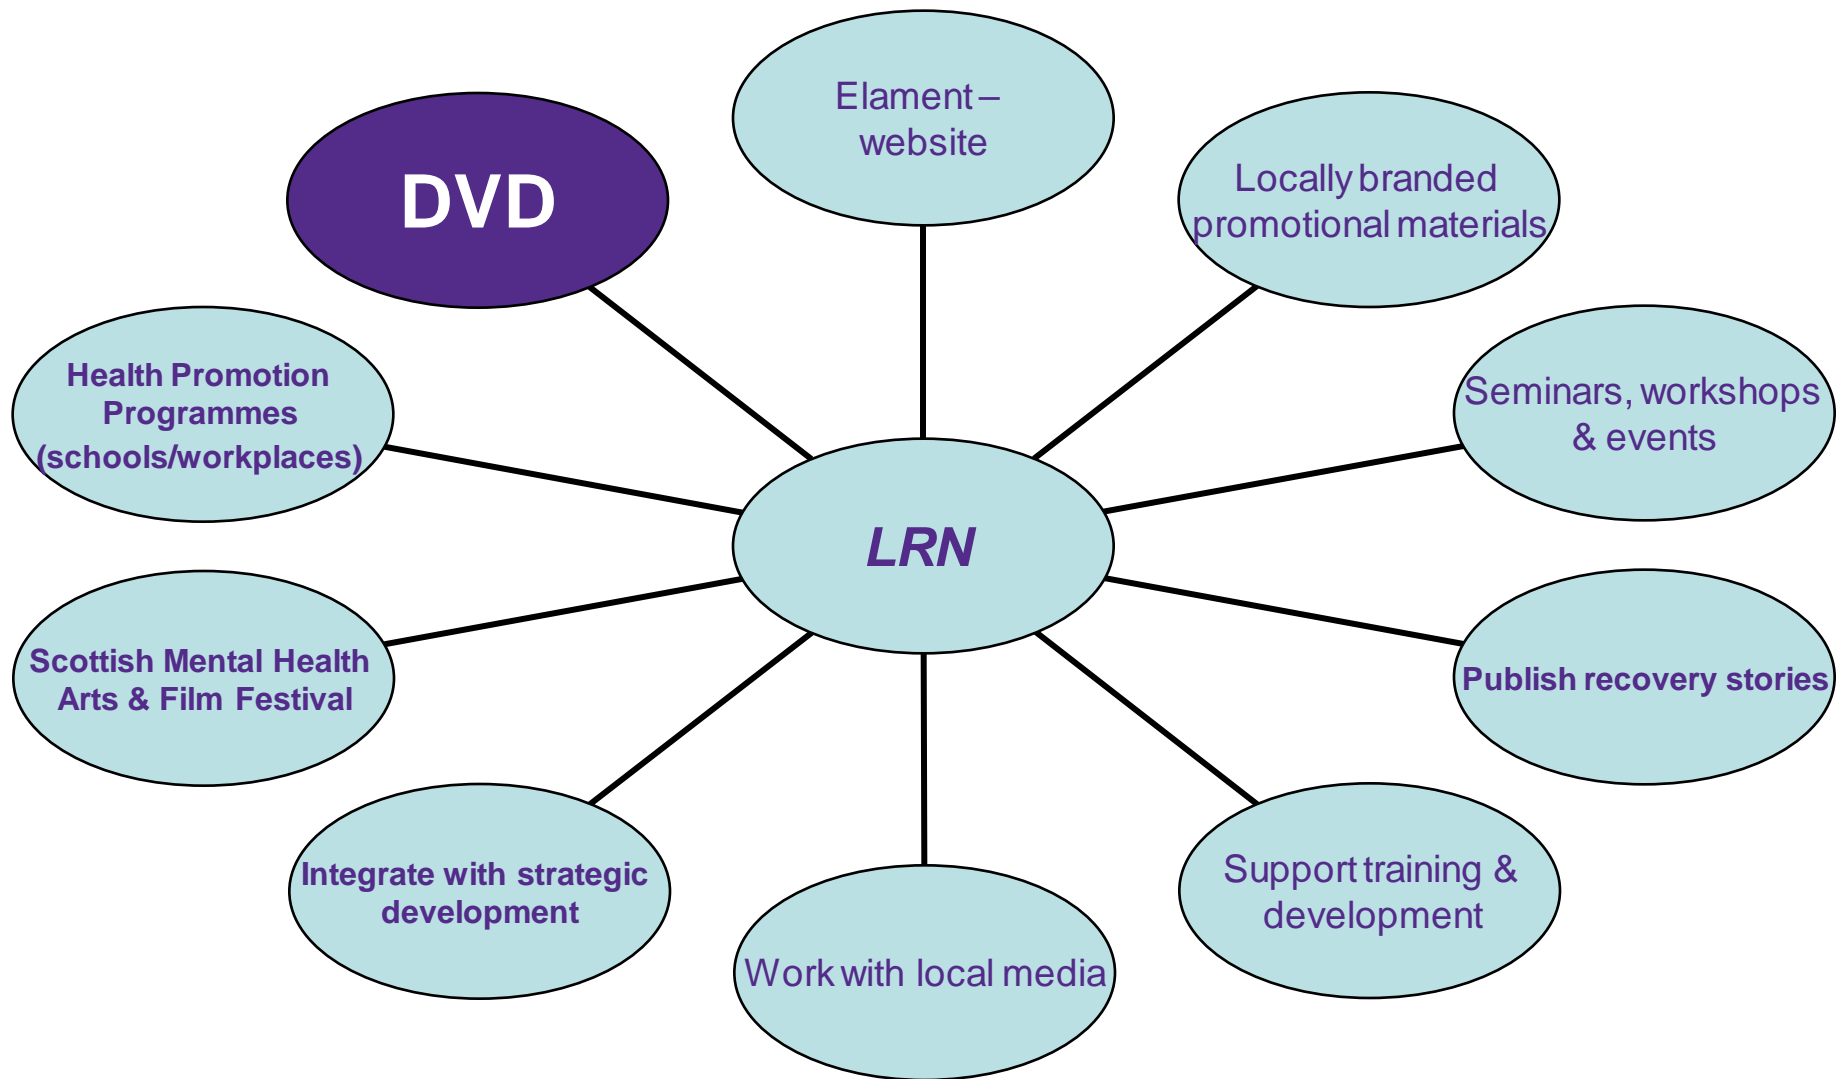 Elament –
website
DVD
Locally branded
promotional materials
Health Promotion
Programmes
(schools/workplaces)
Seminars, workshops
& events
LRN
Scottish Mental Health
Arts & Film Festival
Publish recovery stories
Integrate with strategic
development
Support training &
development
Work with local media